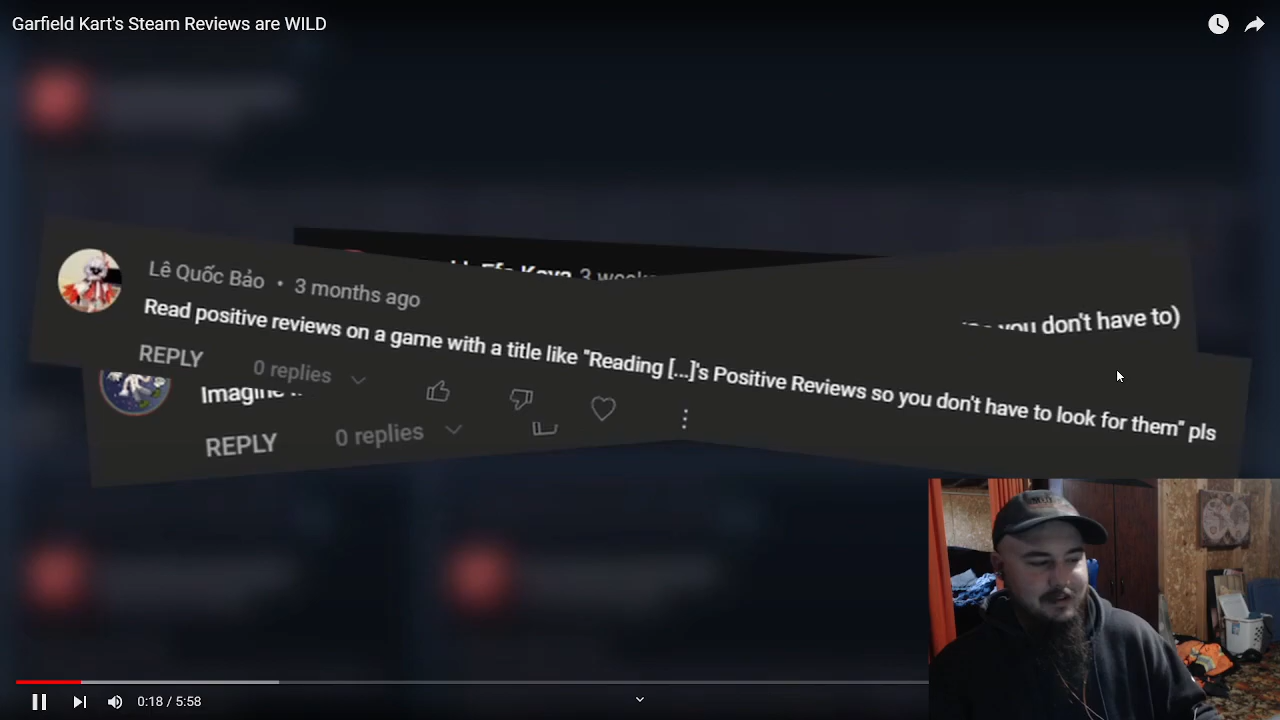 Garfield Kart's Steam Reviews are WILD
3
Lê Quốc Bảo • 3 months ago
you don't have to)
Read positive reviews on a game with a title like "Reading [...]'s Positive Reviews so you don't have to look for them" pls
REPLY
0 replies
Imagine
REPLY
0 replies
0:18 / 5:58